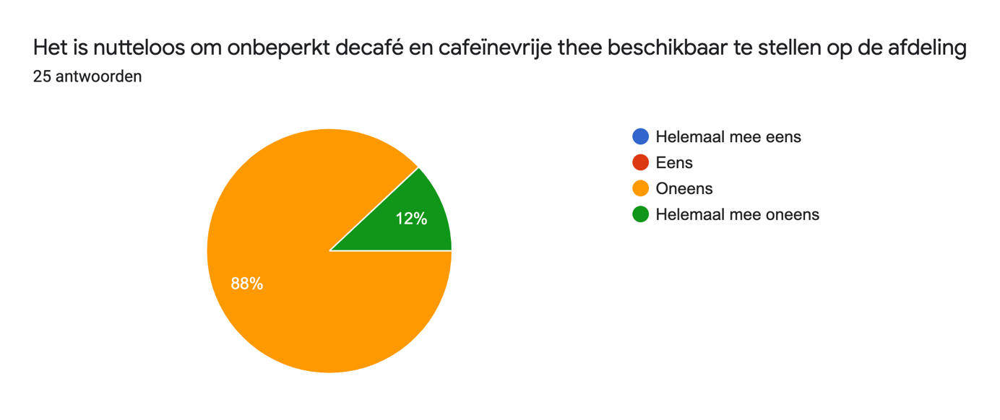 Het is nutteloos om onbeperkt decafé en cafeïnevrije thee beschikbaar te stellen op de afdeling
25 antwoorden
Helemaal mee eens
Eens
Oneens
Helemaal mee oneens
12%
88%